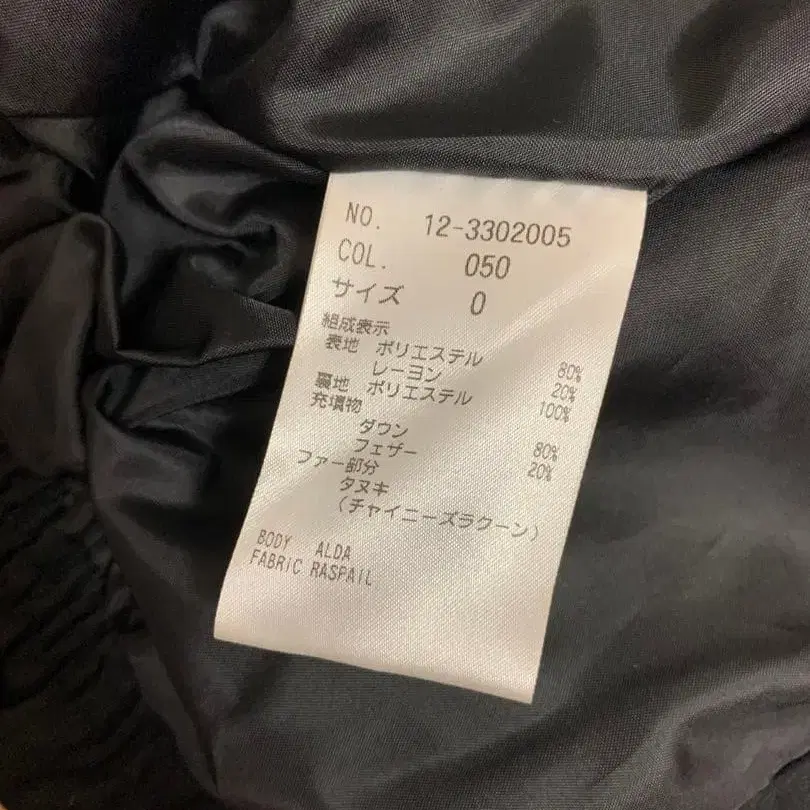 NO. 12-3302005
COL. 050
サイズ 0
組成表示
表地 ポリエステル 80%
レーヨン 20%
裏地 ポリエステル 100%
充填物
ダウン 80%
フェザー 20%
ファー部分
タヌキ
(チャイニーズラクーン)
BODY ALDA
FABRIC RASPAIL